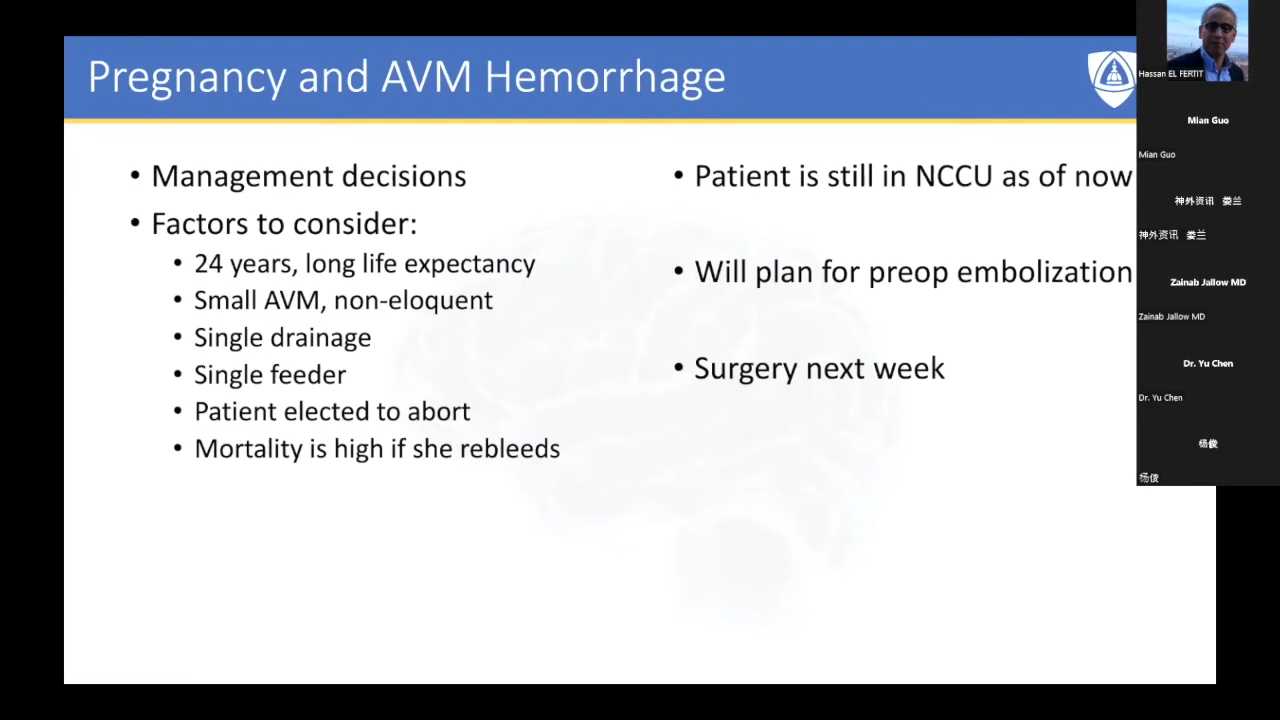 Pregnancy and AVM Hemorrhage
• Management decisions
• Factors to consider:
• 24 years, long life expectancy
• Small AVM, non-eloquent
• Single drainage
• Single feeder
• Patient elected to abort
• Mortality is high if she rebleeds
• Patient is still in NCCU as of now
• Will plan for preop embolization
• Surgery next week
Hassan EL FERTIT
Mian Guo
Mian Guo
神外资讯 娄兰
神外资讯 娄兰
Zainab Jallow MD
Zainab Jallow MD
Dr. Yu Chen
Dr. Yu Chen
杨俊
杨俊